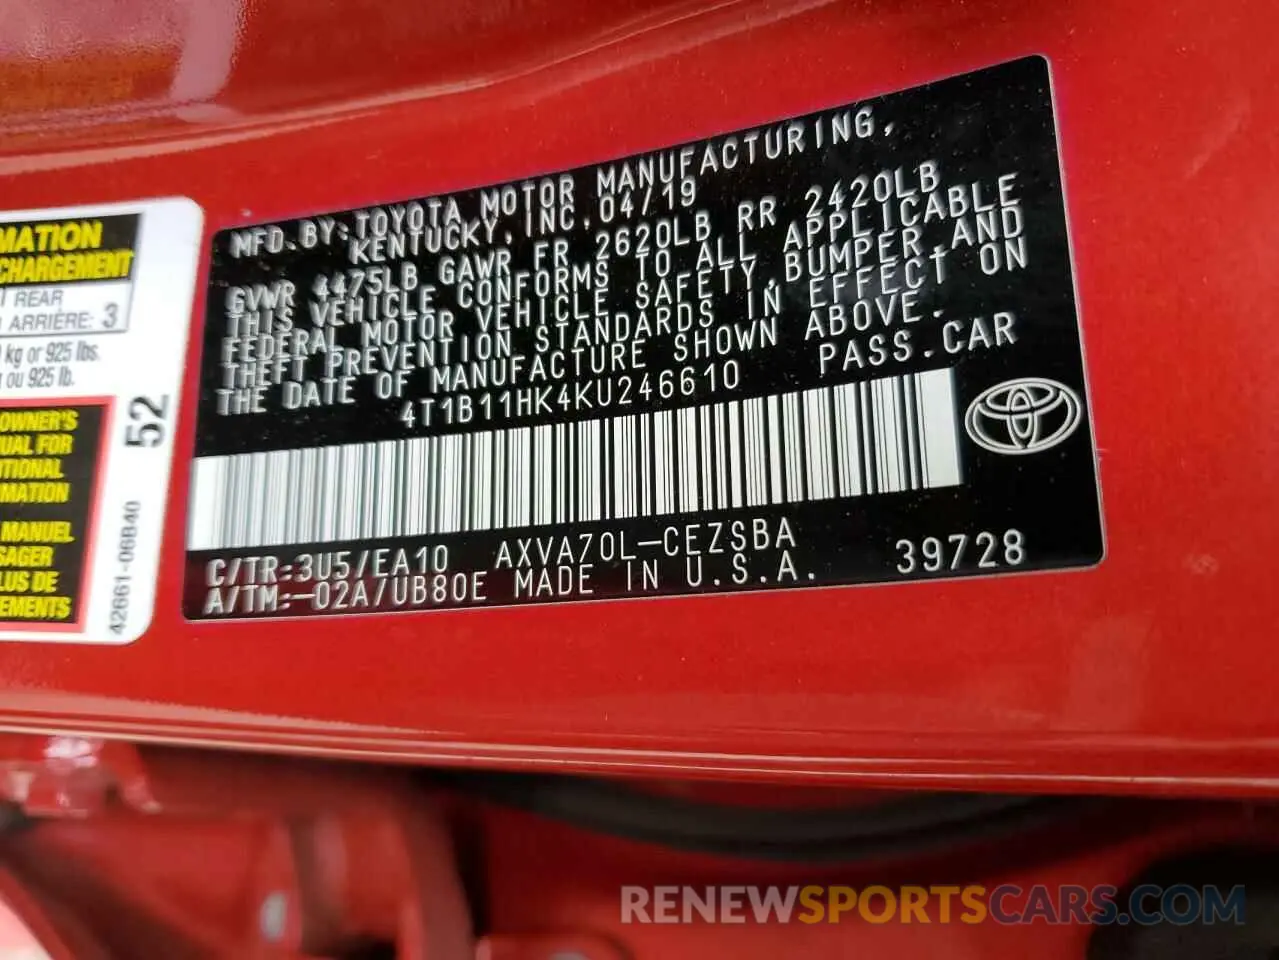 MATION
CHARGEMENT
REAR
ARRIÈRE: 3
kg or 925 lbs.
ou 925 lb.
OWNER'S
UAL FOR
ITIONAL
MATION
MANUEL
SAGER
LUS DE
EMENTS
52
42661-06B40
MFD. BY: TOYOTA MOTOR MANUFACTURING,
KENTUCKY, INC. 04/19
GVWR 4475LB GAWR FR 2620LB RR 2420LB
THIS VEHICLE CONFORMS TO ALL APPLICABLE
FEDERAL MOTOR VEHICLE SAFETY, BUMPER, AND
THEFT PREVENTION STANDARDS IN EFFECT ON
THE DATE OF MANUFACTURE SHOWN ABOVE.
4T1B11HK4KU246610 PASS.CAR
C/TR:3U5/EA10 AXVA70L-CEZSBA
A/TM:-02A/UB80E MADE IN U.S.A. 39728
RENEWSPORTSCARS.COM